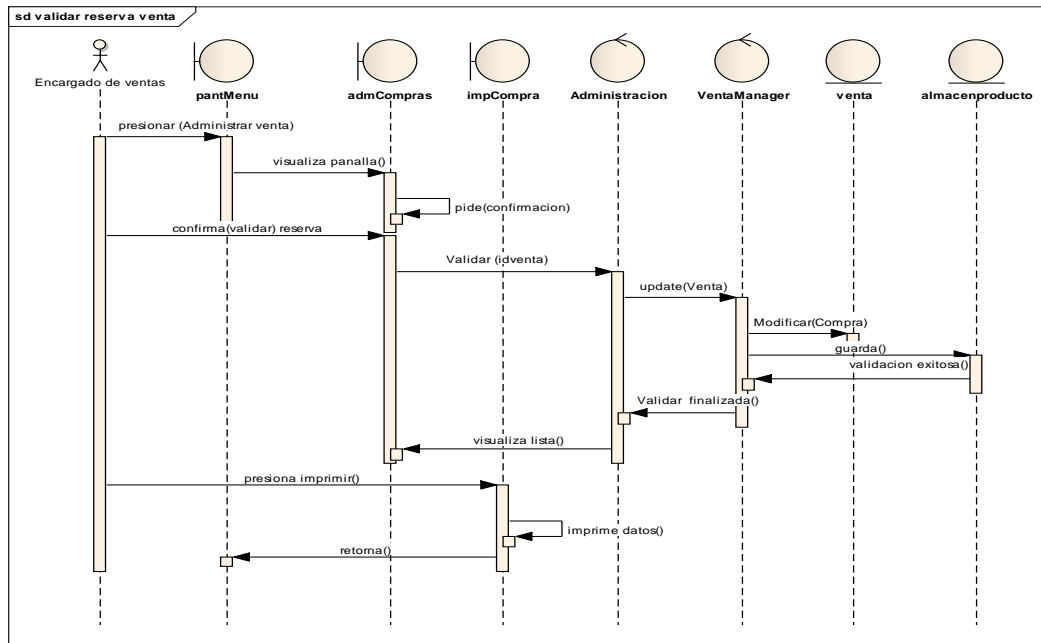 sd validar reserva venta
Encargado de ventas
pantMenu
admCompras
impCompra
Administracion
VentaManager
venta
almacenproducto
presionar (Administrar venta)
visualiza panalla()
pide(confirmacion)
confirma(validar) reserva
Validar (idventa)
update(Venta)
Modificar(Compra)
guarda()
validacion exitosa()
Validar finalizada()
visualiza lista()
presiona imprimir()
imprime datos()
retorna()